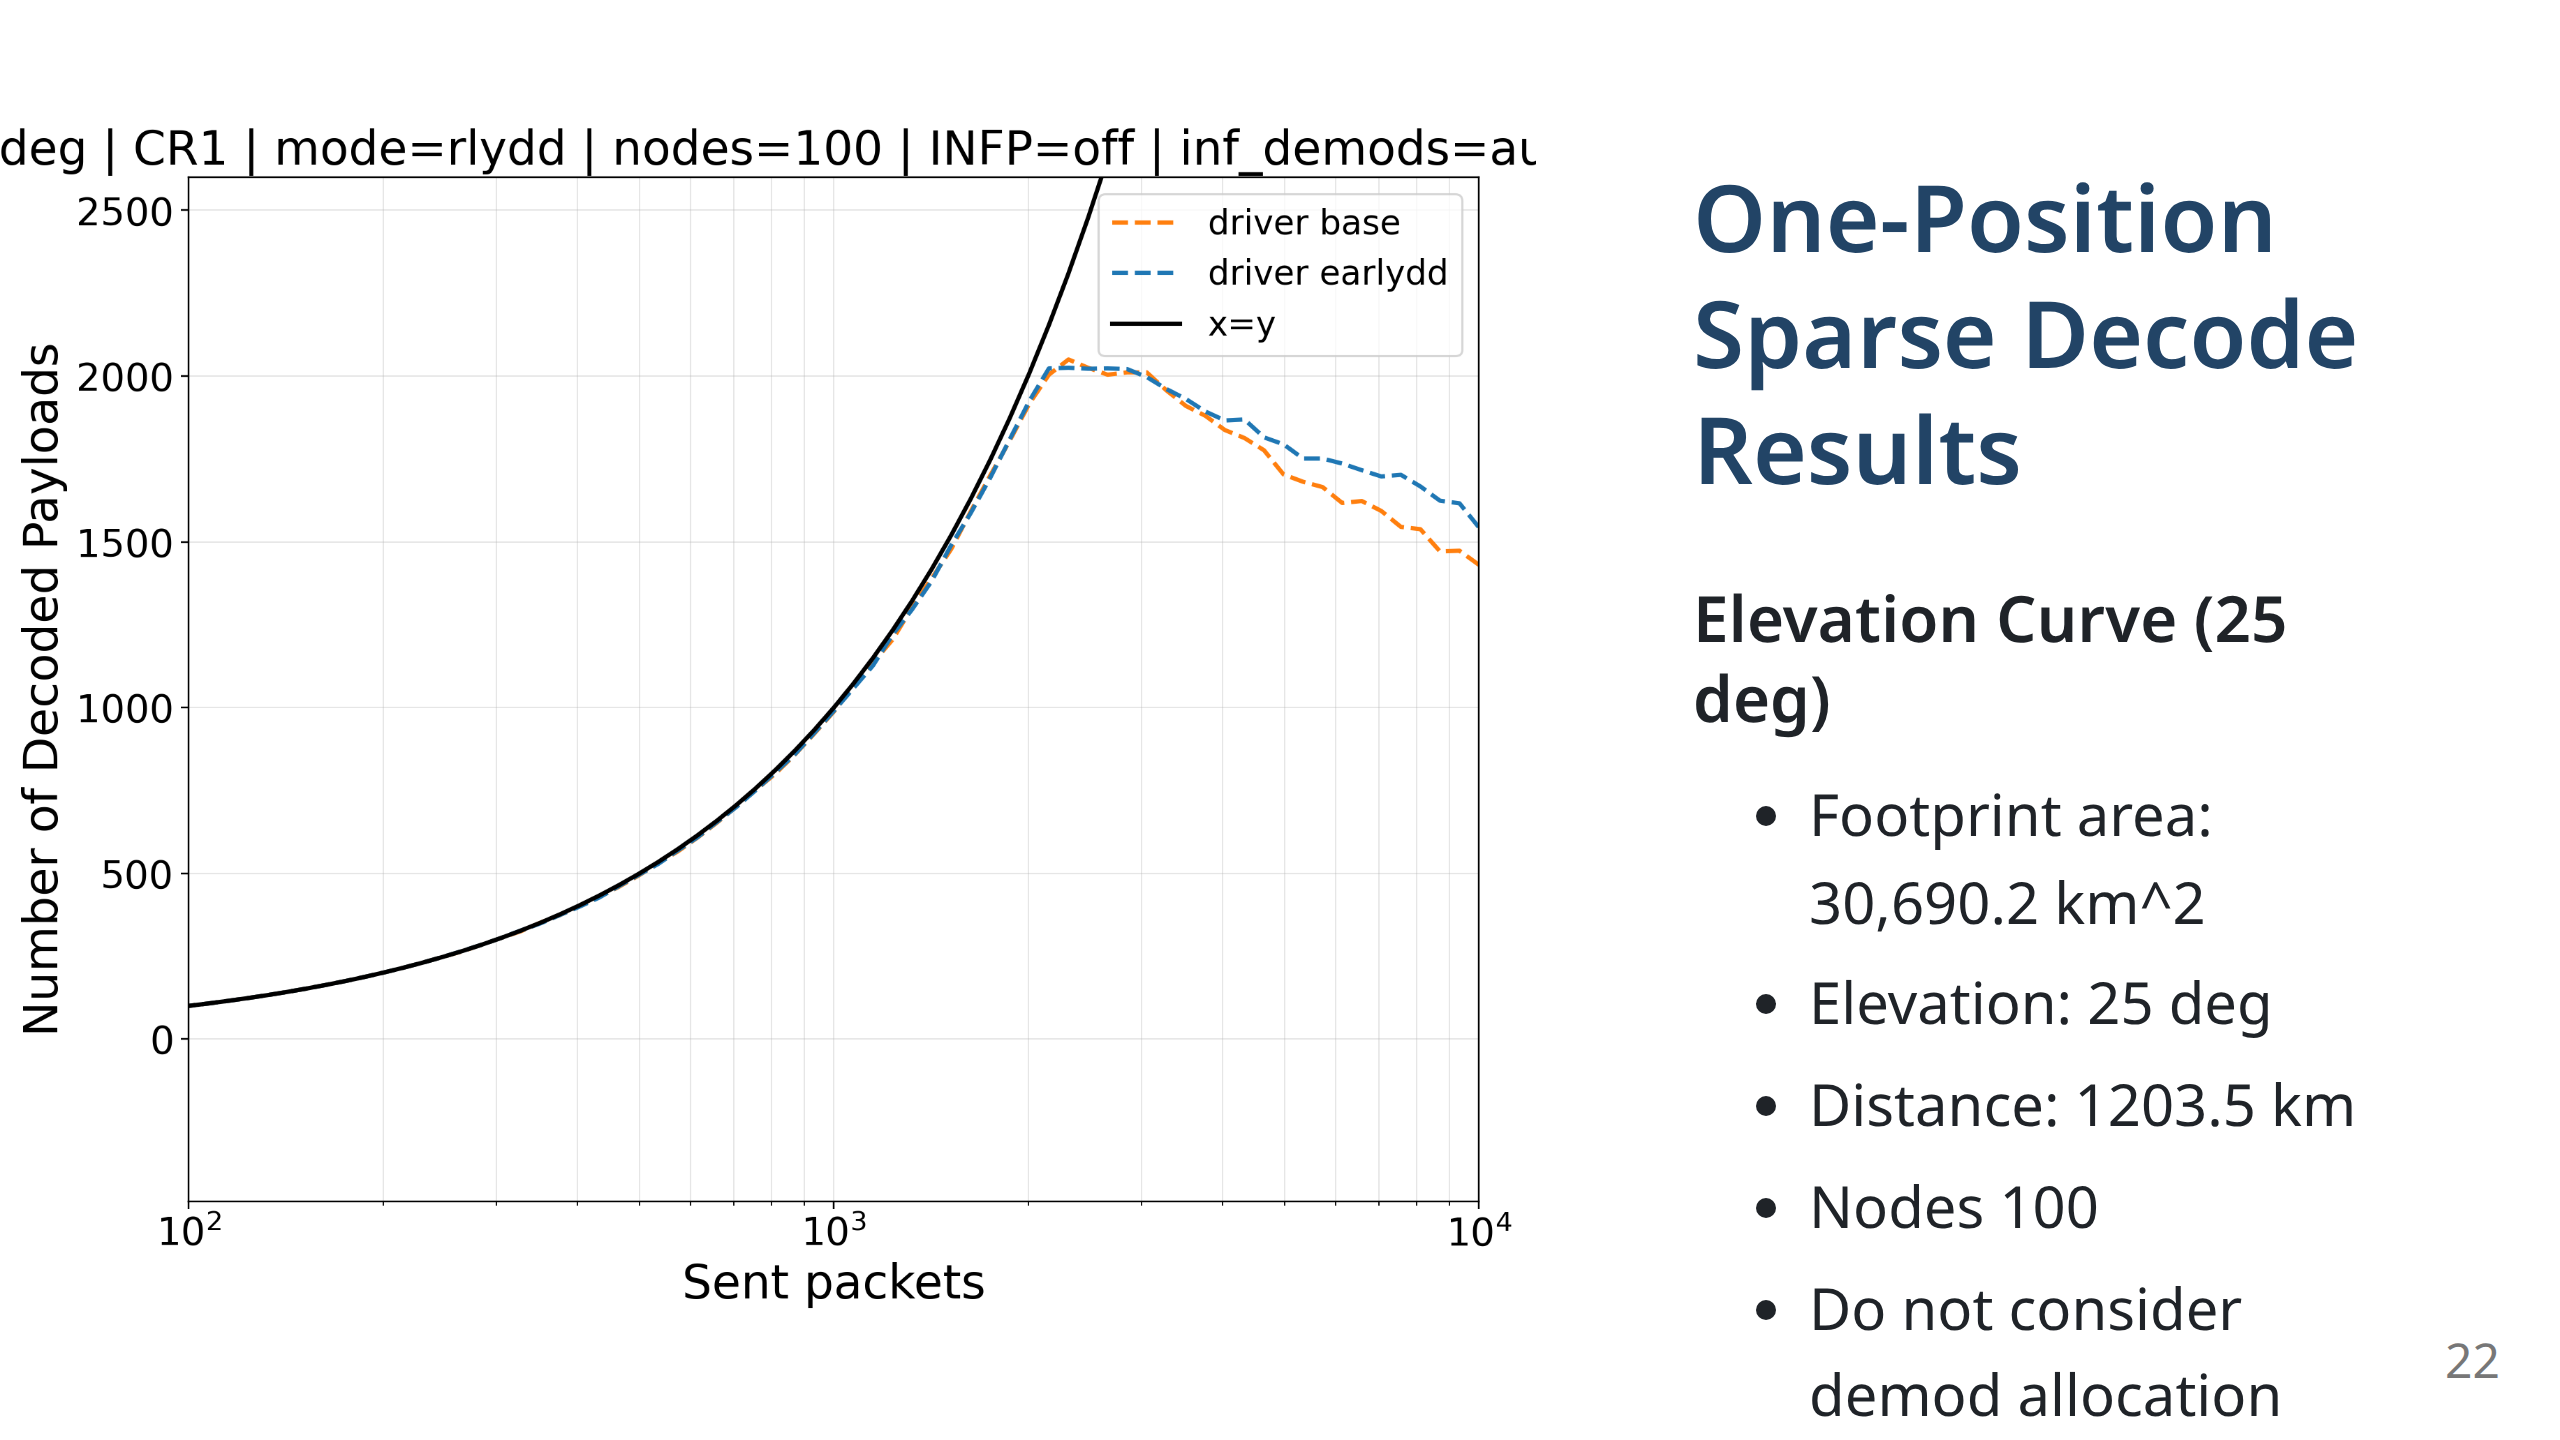 deg | CR1 | mode=rlydd | nodes=100 | INFP=off | inf_demods=au
2500
2000
1500
1000
500
0
Number of Decoded Payloads
driver base
driver earlydd
x=y
10²
10³
10⁴
Sent packets
One-Position
Sparse Decode
Results
Elevation Curve (25
deg)
• Footprint area:
30,690.2 km^2
• Elevation: 25 deg
• Distance: 1203.5 km
• Nodes 100
• Do not consider
demod allocation
22